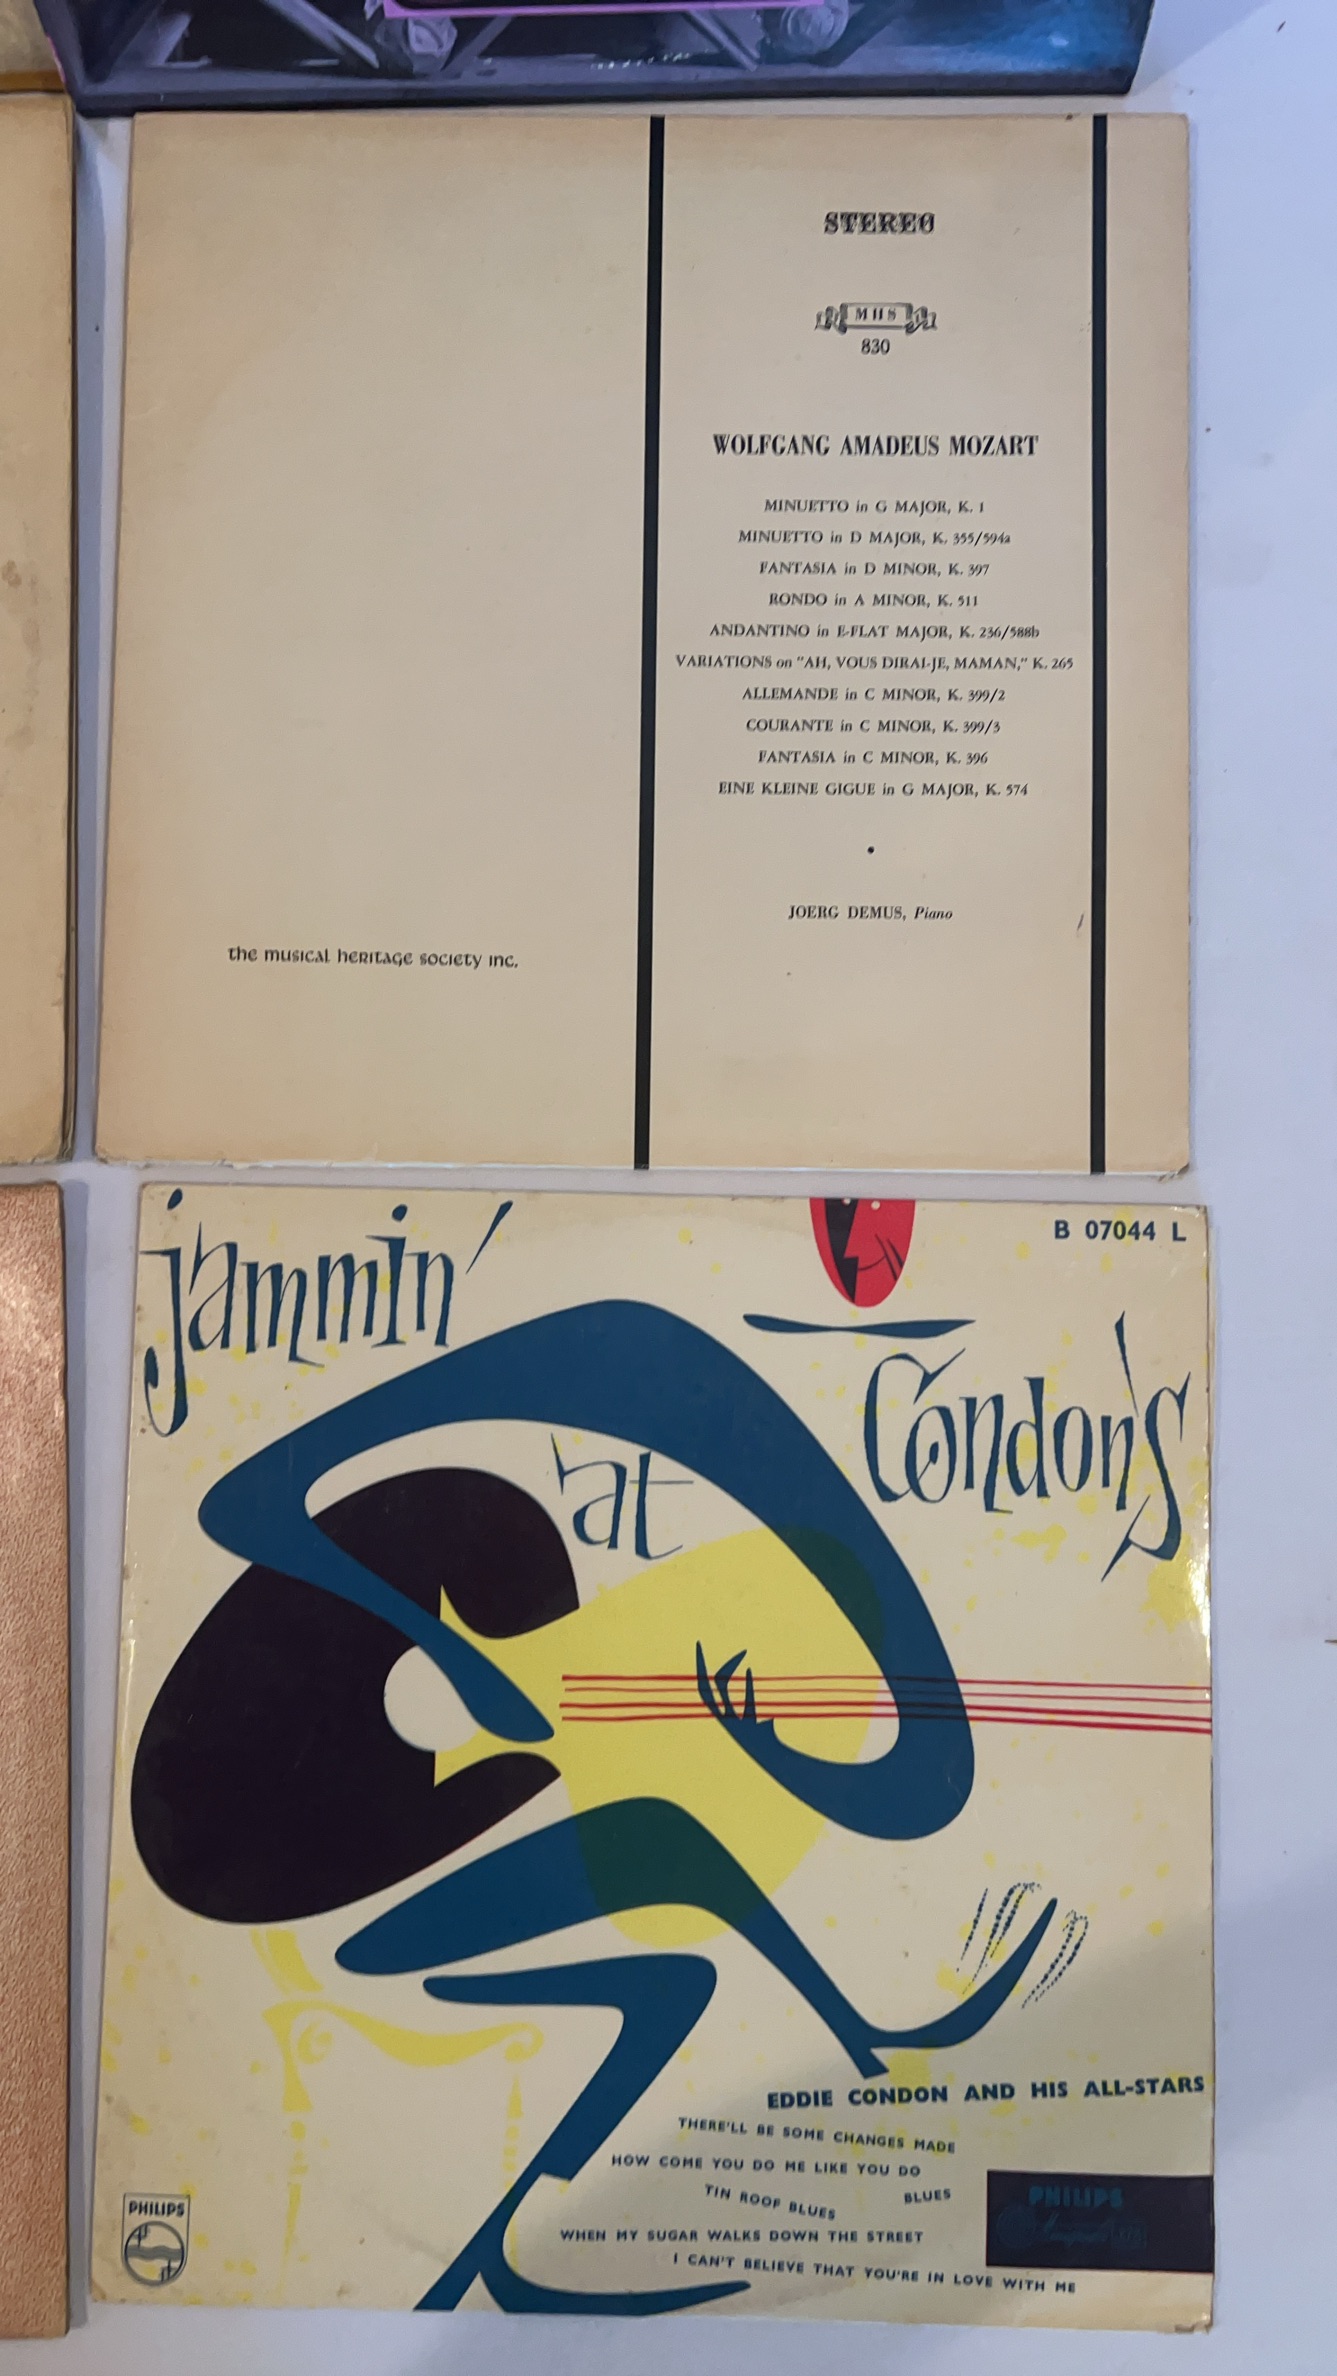 STEREO
MHS
830
WOLFGANG AMADEUS MOZART
MINUETTO in G MAJOR, K. 1
MINUETTO in D MAJOR, K. 355/594a
FANTASIA in D MINOR, K. 397
RONDO in A MINOR, K. 511
ANDANTINO in E-FLAT MAJOR, K. 236/588b
VARIATIONS on "AH, VOUS DIRAI-JE, MAMAN," K. 265
ALLEMANDE in C MINOR, K. 399/2
COURANTE in C MINOR, K. 399/3
FANTASIA in C MINOR, K. 396
EINE KLEINE GIGUE in G MAJOR, K. 574
JOERG DEMUS, Piano
the musical heritage society inc.
B 07044 L
jammin'
at
Condon's
EDDIE CONDON AND HIS ALL-STARS
THERE'LL BE SOME CHANGES MADE
HOW COME YOU DO ME LIKE YOU DO
TIN ROOF BLUES
BLUES
WHEN MY SUGAR WALKS DOWN THE STREET
I CAN'T BELIEVE THAT YOU'RE IN LOVE WITH ME
PHILIPS
PHILIPS